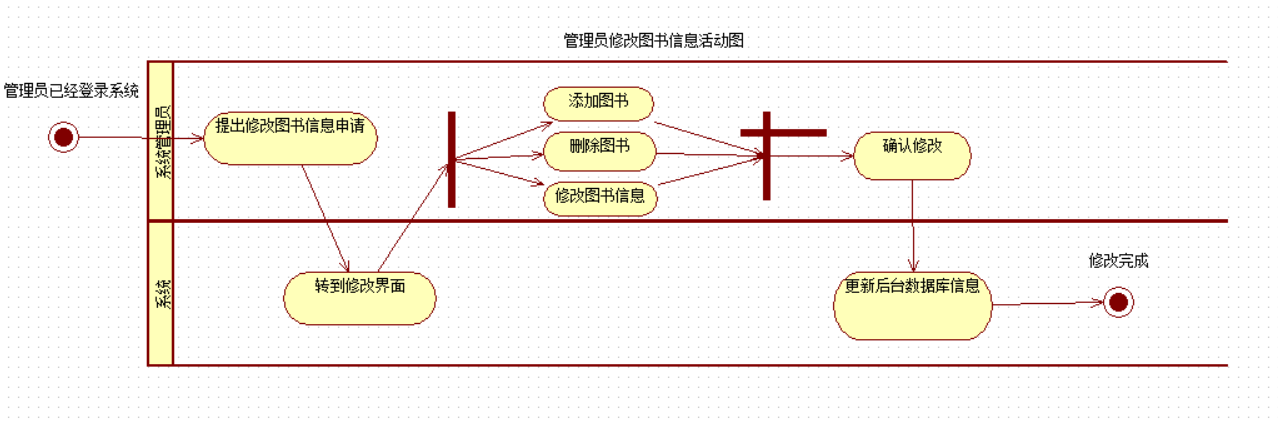 管理员修改图书信息活动图
管理员已经登录系统
系统管理员
提出修改图书信息申请
添加图书
删除图书
修改图书信息
确认修改
系统
转到修改界面
更新后台数据库信息
修改完成